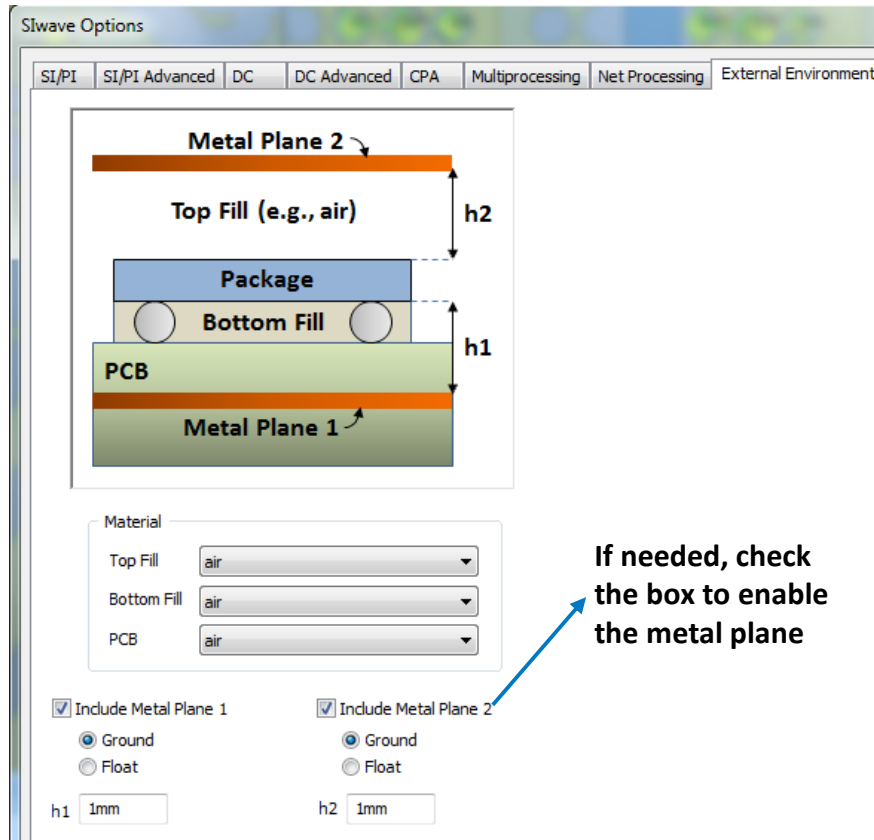 SIwave Options
SI/PI SI/PI Advanced DC DC Advanced CPA Multiprocessing Net Processing External Environment
Metal Plane 2
Top Fill (e.g., air)
h2
Package
Bottom Fill
h1
PCB
Metal Plane 1
Material
Top Fill air
Bottom Fill air
PCB air
If needed, check
the box to enable
the metal plane
Include Metal Plane 1 Include Metal Plane 2
Ground Ground
Float Float
h1 1mm h2 1mm